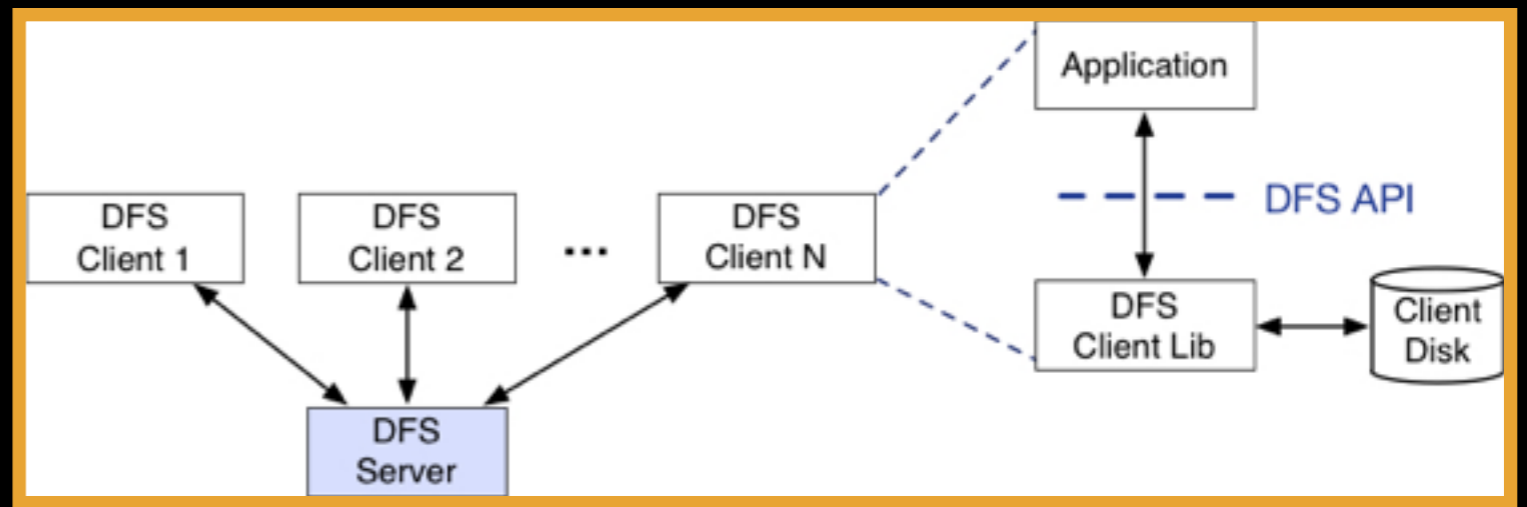 Application
DFS API
DFS
Client 1
DFS
Client 2
...
DFS
Client N
DFS
Client Lib
Client
Disk
DFS
Server